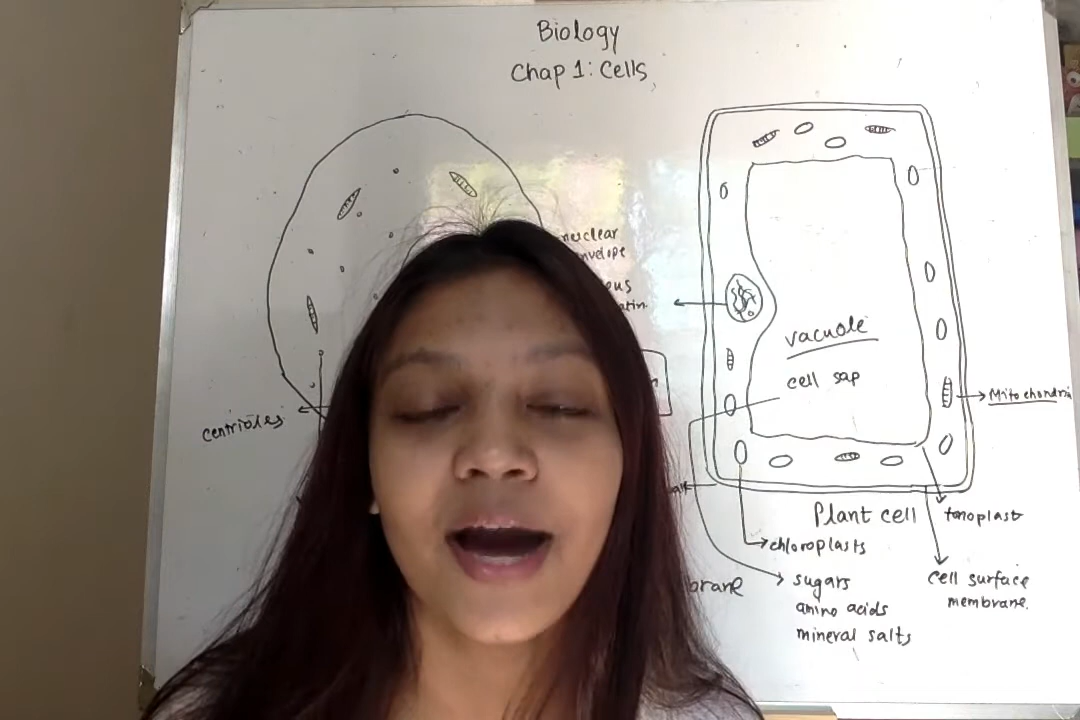 Biology
Chap 1: Cells
nuclear
envelope
centrioles
vacuole
cell sap
Mitochondria
Plant cell
tonoplast
chloroplasts
sugars
amino acids
mineral salts
cell surface
membrane.